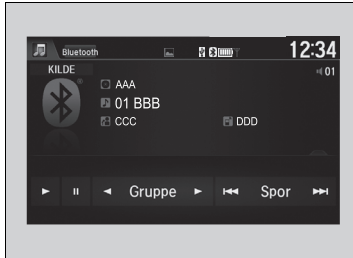 Bluetooth 12:34
KILDE 01
AAA
01 BBB
CCC DDD
Gruppe Spor